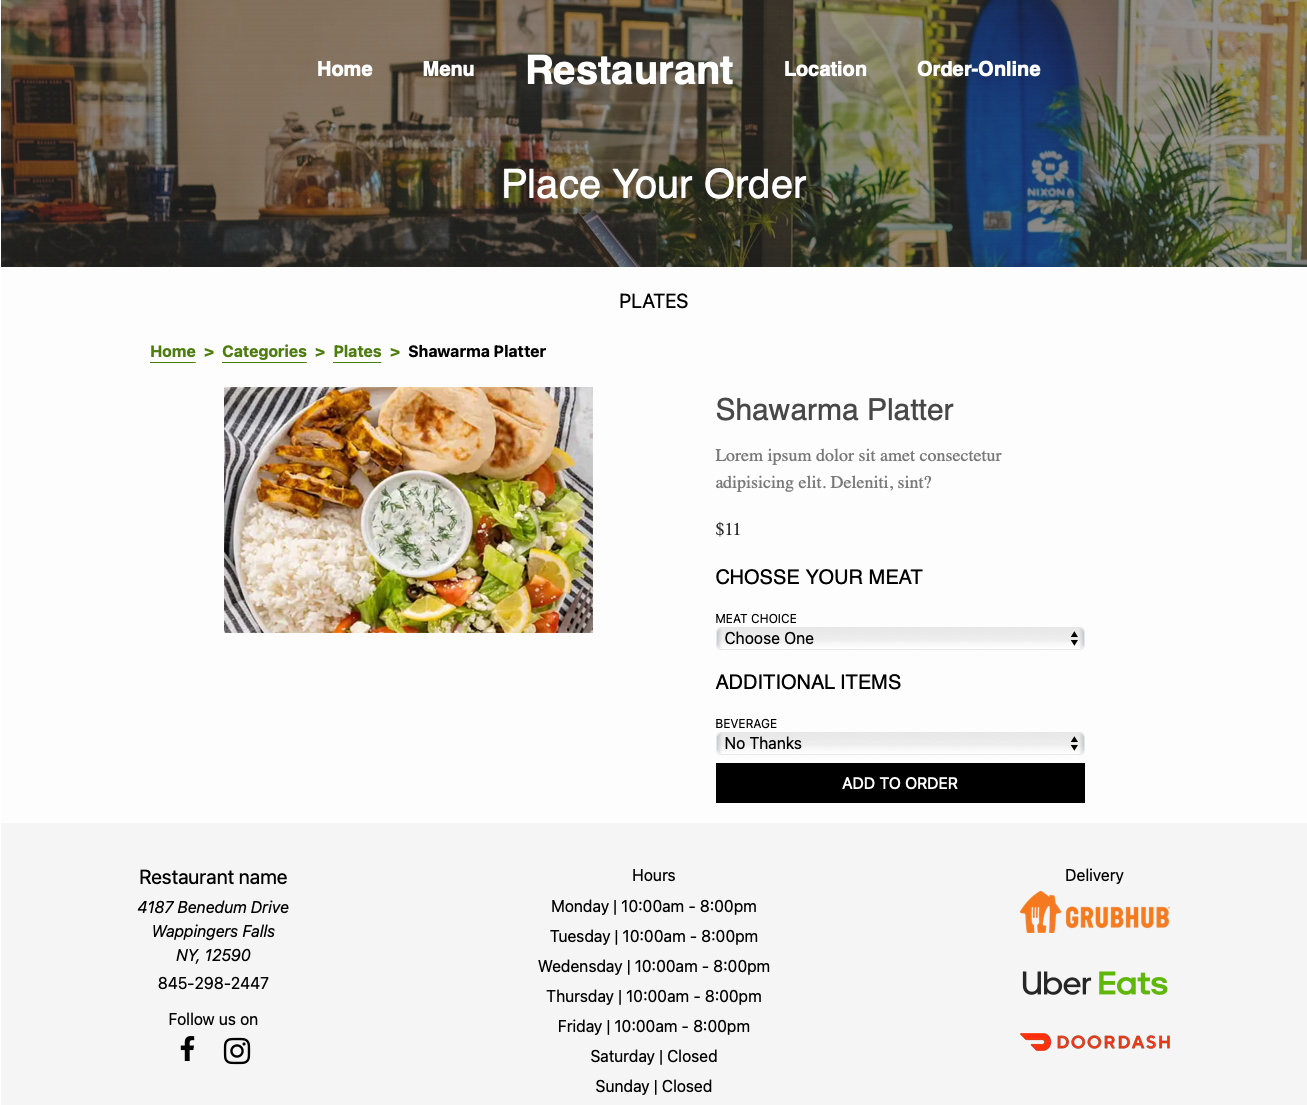 Home Menu Restaurant Location Order-Online
Place Your Order
NIXON
PLATES
Home > Categories > Plates > Shawarma Platter
Shawarma Platter
Lorem ipsum dolor sit amet consectetur
adipisicing elit. Deleniti, sint?
$11
CHOSSE YOUR MEAT
MEAT CHOICE
Choose One
ADDITIONAL ITEMS
BEVERAGE
No Thanks
ADD TO ORDER
Restaurant name
4187 Benedum Drive
Wappingers Falls
NY, 12590
845-298-2447
Follow us on
Hours
Monday | 10:00am - 8:00pm
Tuesday | 10:00am - 8:00pm
Wedensday | 10:00am - 8:00pm
Thursday | 10:00am - 8:00pm
Friday | 10:00am - 8:00pm
Saturday | Closed
Sunday | Closed
Delivery
GRUBHUB
Uber Eats
DOORDASH